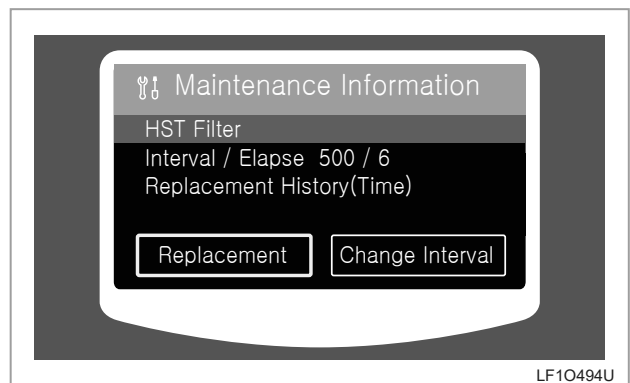 Maintenance Information
HST Filter
Interval / Elapse 500 / 6
Replacement History(Time)
Replacement Change Interval
LF1O494U